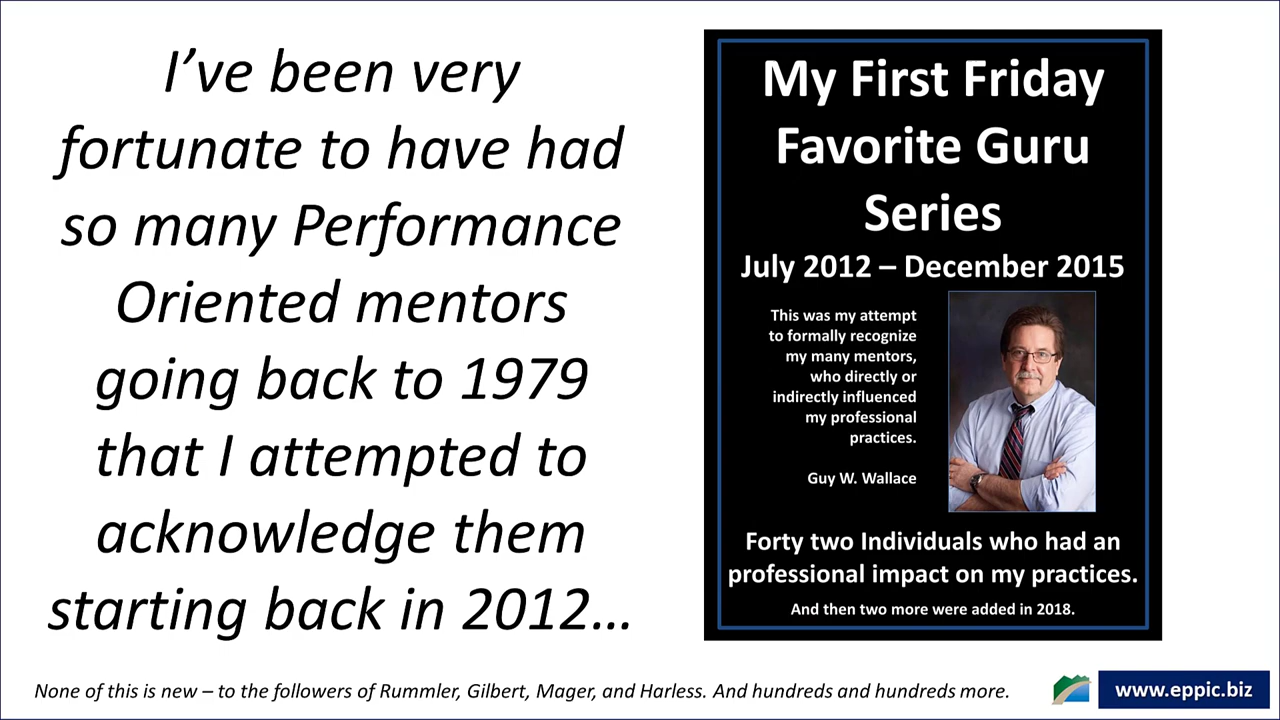 I’ve been very
fortunate to have had
so many Performance
Oriented mentors
going back to 1979
that I attempted to
acknowledge them
starting back in 2012…
My First Friday
Favorite Guru
Series
July 2012 – December 2015
This was my attempt
to formally recognize
my many mentors,
who directly or
indirectly influenced
my professional
practices.
Guy W. Wallace
Forty two Individuals who had an
professional impact on my practices.
And then two more were added in 2018.
None of this is new – to the followers of Rummler, Gilbert, Mager, and Harless. And hundreds and hundreds more.
www.eppic.biz